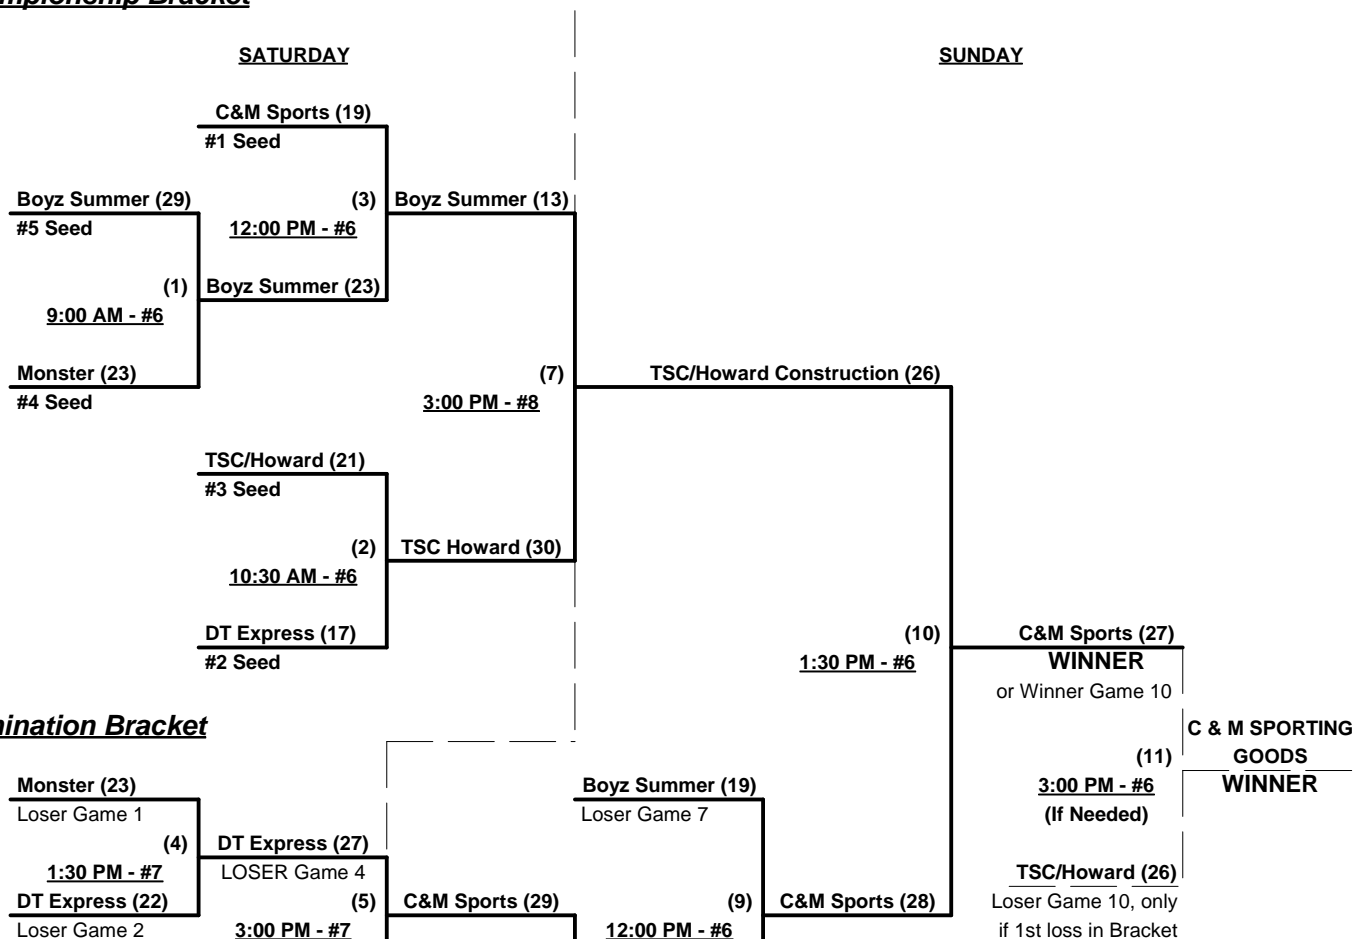 SATURDAY
SUNDAY
C&M Sports (19)
#1 Seed
Boyz Summer (29)
(3)
Boyz Summer (13)
#5 Seed
12:00 PM - #6
(1)
Boyz Summer (23)
9:00 AM - #6
Monster (23)
(7)
TSC/Howard Construction (26)
#4 Seed
3:00 PM - #8
TSC/Howard (21)
#3 Seed
(2)
TSC Howard (30)
10:30 AM - #6
DT Express (17)
(10)
C&M Sports (27)
#2 Seed
1:30 PM - #6
WINNER
or Winner Game 10
Bracket
C & M SPORTING
(11)
GOODS
Monster (23)
Boyz Summer (19)
3:00 PM - #6
WINNER
Loser Game 1
Loser Game 7
(If Needed)
(4)
DT Express (27)
1:30 PM - #7
LOSER Game 4
TSC/Howard (26)
DT Express (22)
(5)
C&M Sports (29)
(9)
C&M Sports (28)
Loser Game 10, only
Loser Game 2
3:00 PM - #7
12:00 PM - #6
if 1st loss in Bracket